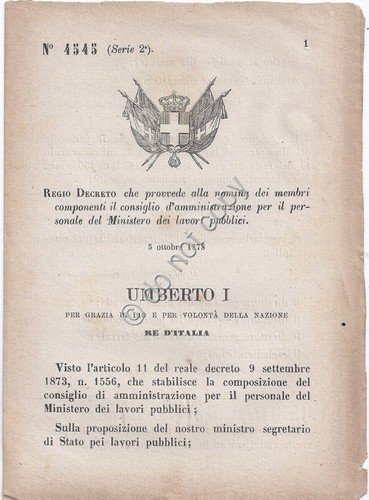 N° 4545 (Serie 2ª).
1
REGIO DECRETO che provvede alla nomina dei membri
componenti il consiglio d'amministrazione per il per-
sonale del Ministero dei lavori pubblici.
5 ottobre 1878
UMBERTO I
PER GRAZIA DI DIO E PER VOLONTÀ DELLA NAZIONE
RE D'ITALIA
Visto l'articolo 11 del reale decreto 9 settembre
1873, n. 1556, che stabilisce la composizione del
consiglio di amministrazione per il personale del
Ministero dei lavori pubblici;
Sulla proposizione del nostro ministro segretario
di Stato pei lavori pubblici;
© do not copy